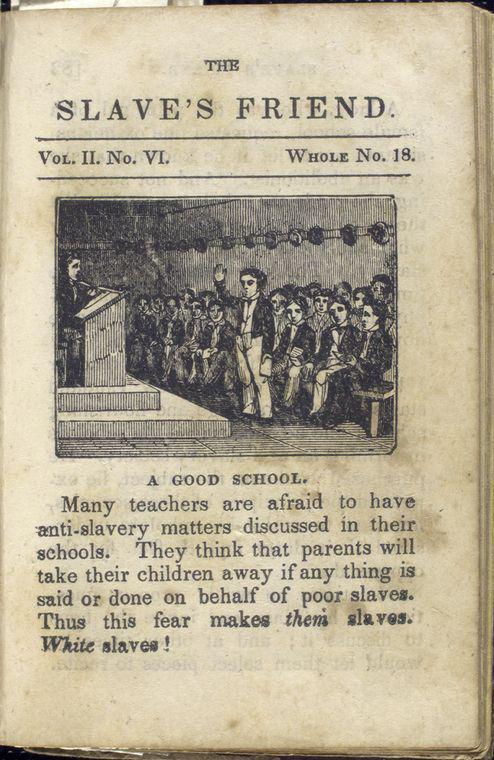 THE
SLAVE'S FRIEND.
VOL. II. NO. VI. WHOLE NO. 18.
A GOOD SCHOOL.
Many teachers are afraid to have
anti-slavery matters discussed in their
schools. They think that parents will
take their children away if any thing is
said or done on behalf of poor slaves.
Thus this fear makes them slaves.
White slaves!